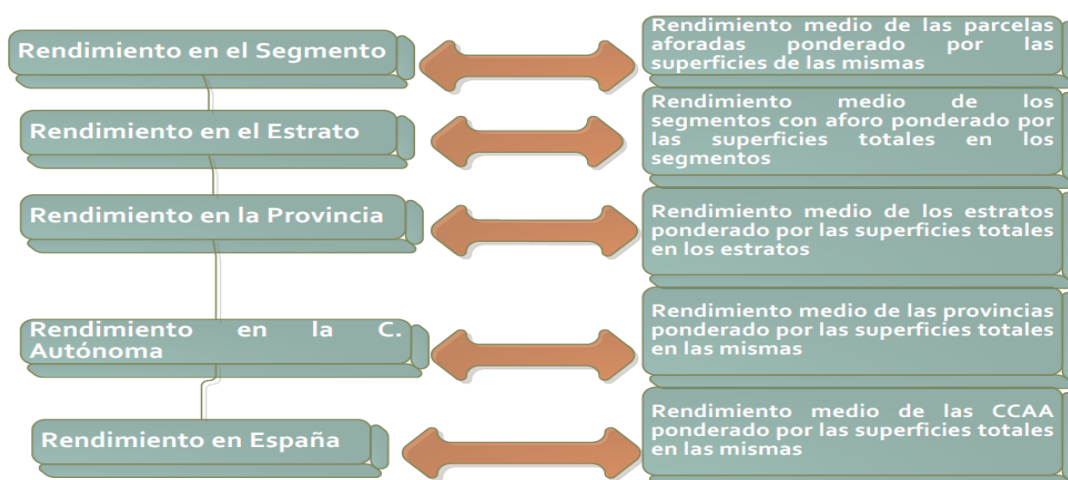 Rendimiento en el Segmento
Rendimiento medio de las parcelas
aforadas ponderado por las
superficies de las mismas
Rendimiento en el Estrato
Rendimiento medio de los
segmentos con aforo ponderado por
las superficies totales en los
segmentos
Rendimiento en la Provincia
Rendimiento medio de los estratos
ponderado por las superficies totales
en los estratos
Rendimiento en la C.
Autónoma
Rendimiento medio de las provincias
ponderado por las superficies totales
en las mismas
Rendimiento en España
Rendimiento medio de las CCAA
ponderado por las superficies totales
en las mismas